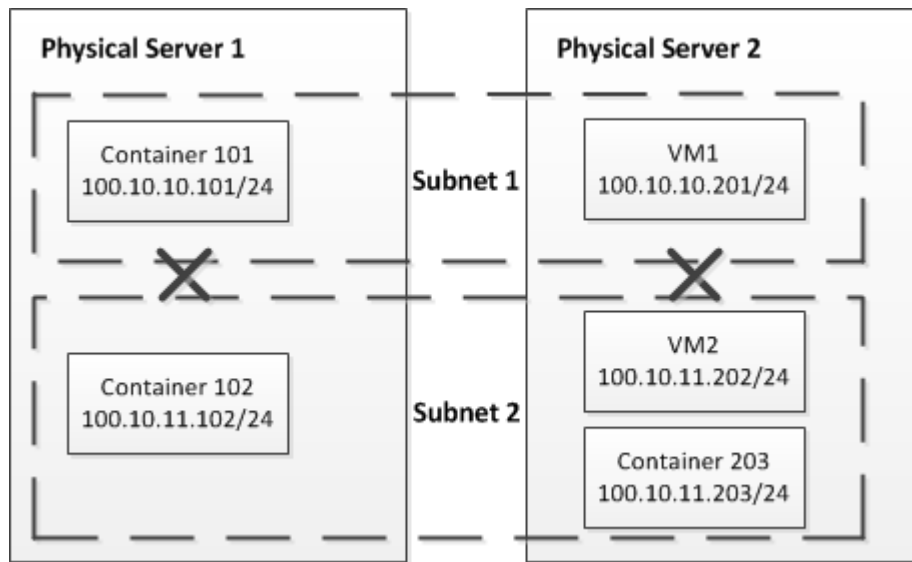 Physical Server 1
Physical Server 2
Container 101
100.10.10.101/24
Subnet 1
VM1
100.10.10.201/24
Container 102
100.10.11.102/24
Subnet 2
VM2
100.10.11.202/24
Container 203
100.10.11.203/24